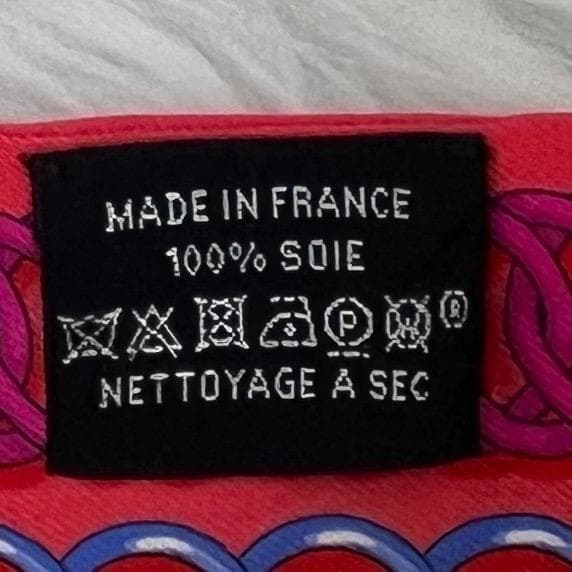 MADE IN FRANCE
100% SOIE
P W ®
NETTOYAGE A SEC